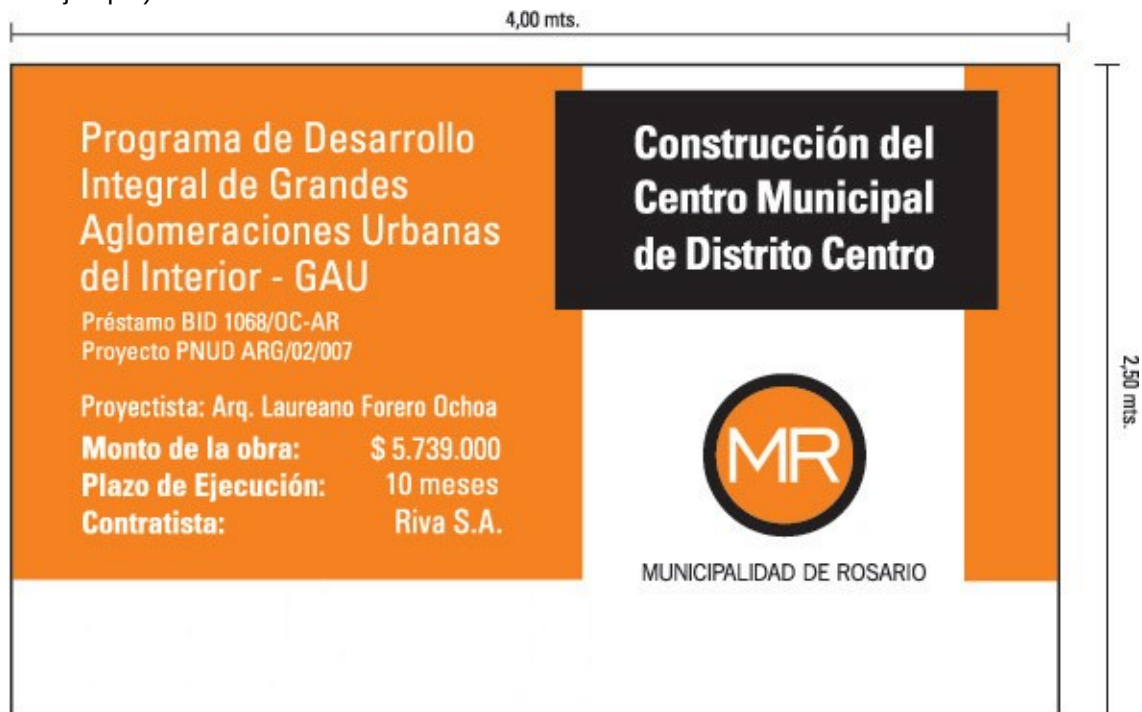 4,00 mts.
Programa de Desarrollo
Integral de Grandes
Aglomeraciones Urbanas
del Interior - GAU
Préstamo BID 1068/OC-AR
Proyecto PNUD ARG/02/007
Proyectista: Arq. Laureano Forero Ochoa
Monto de la obra: $ 5.739.000
Plazo de Ejecución: 10 meses
Contratista: Riva S.A.
Construcción del
Centro Municipal
de Distrito Centro
MR
MUNICIPALIDAD DE ROSARIO
2,50 mts.